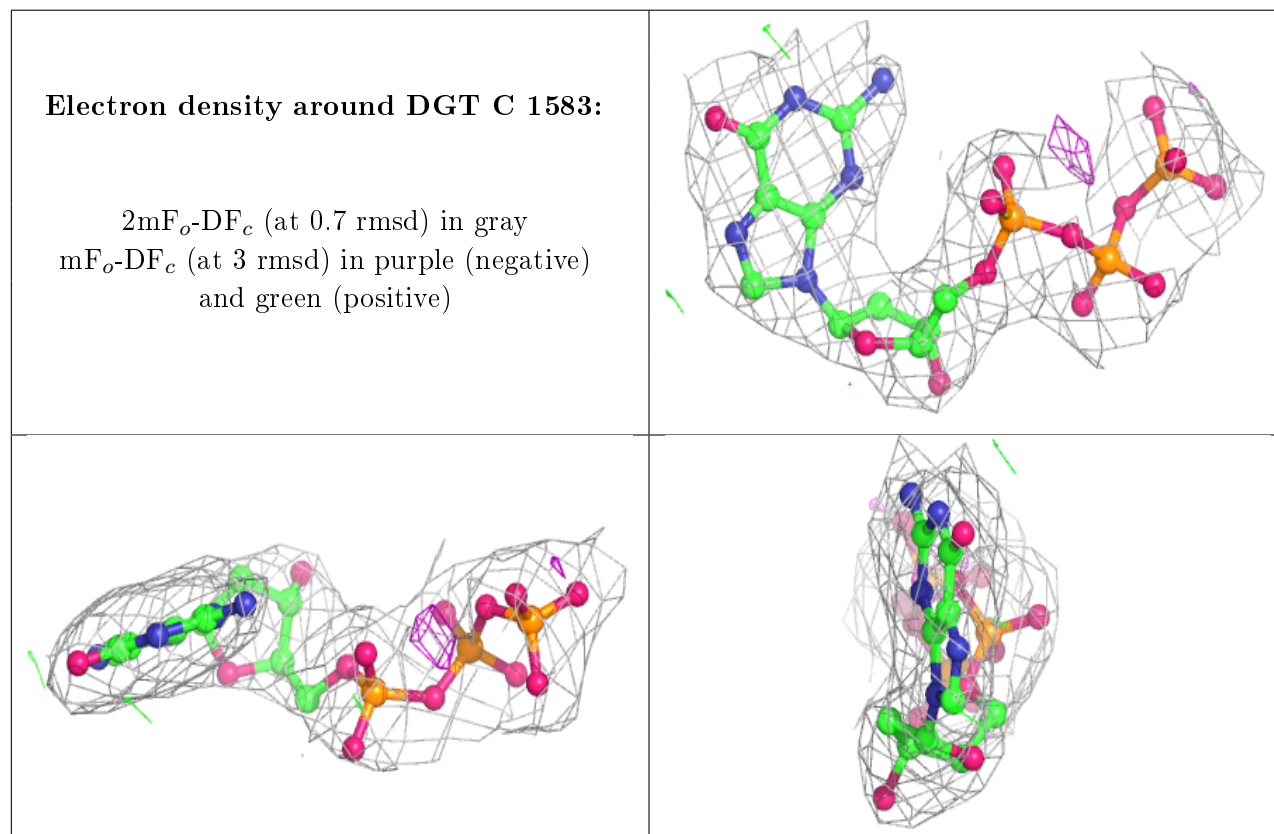 Electron density around DGT C 1583:
2mFo-DFc (at 0.7 rmsd) in gray
mFo-DFc (at 3 rmsd) in purple (negative)
and green (positive)